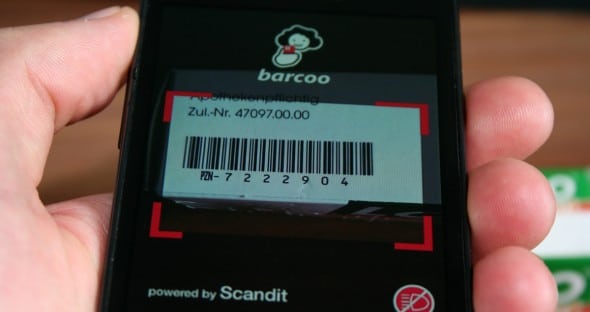 barcoo
Apothekenpflichtig
Zul.-Nr. 47097.00.00
PZN-7222904
powered by Scandit